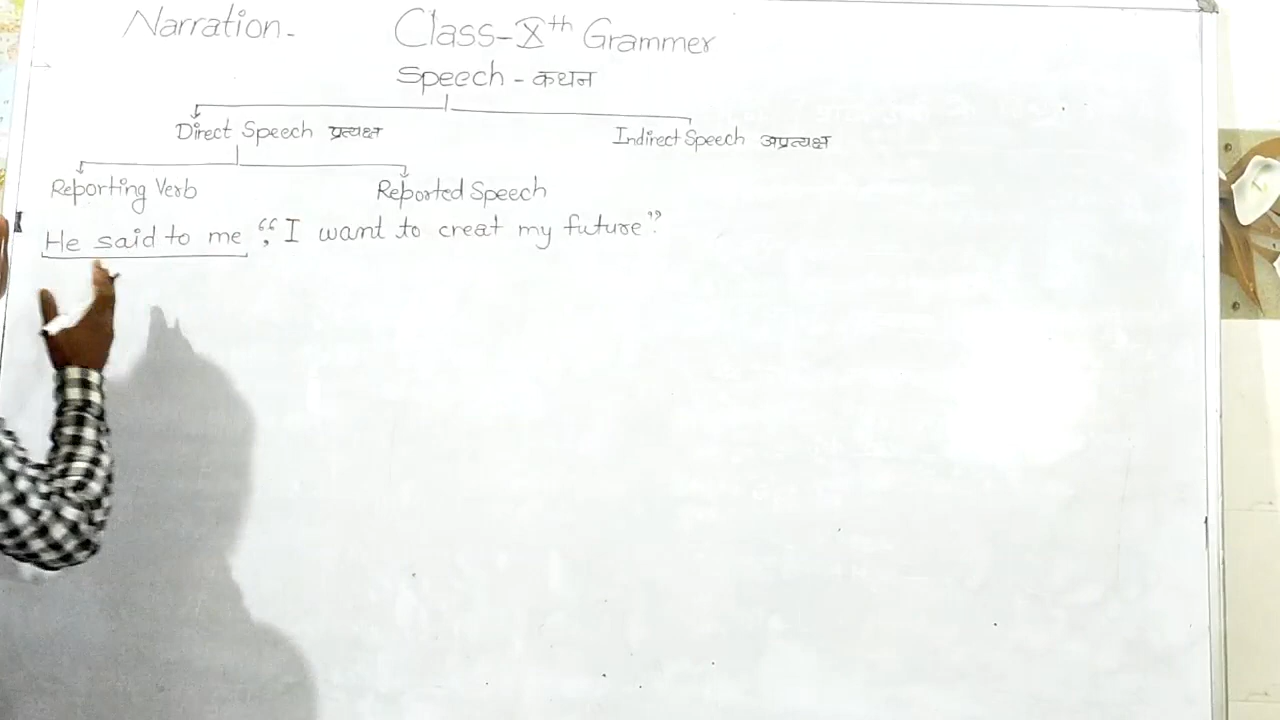 Narration - Class-Xth Grammer
Speech - कथन
Direct Speech प्रत्यक्ष Indirect Speech अप्रत्यक्ष
Reporting Verb Reported Speech
He said to me, “I want to creat my future”.